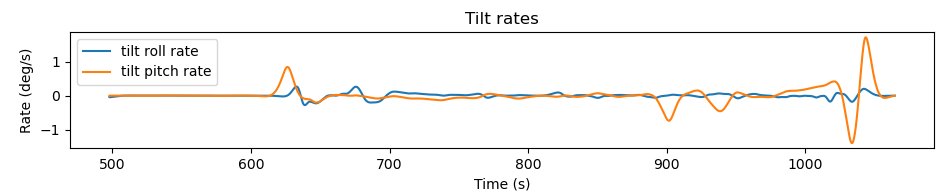 Tilt rates
tilt roll rate
tilt pitch rate
Rate (deg/s)
1
0
−1
500 600 700 800 900 1000
Time (s)